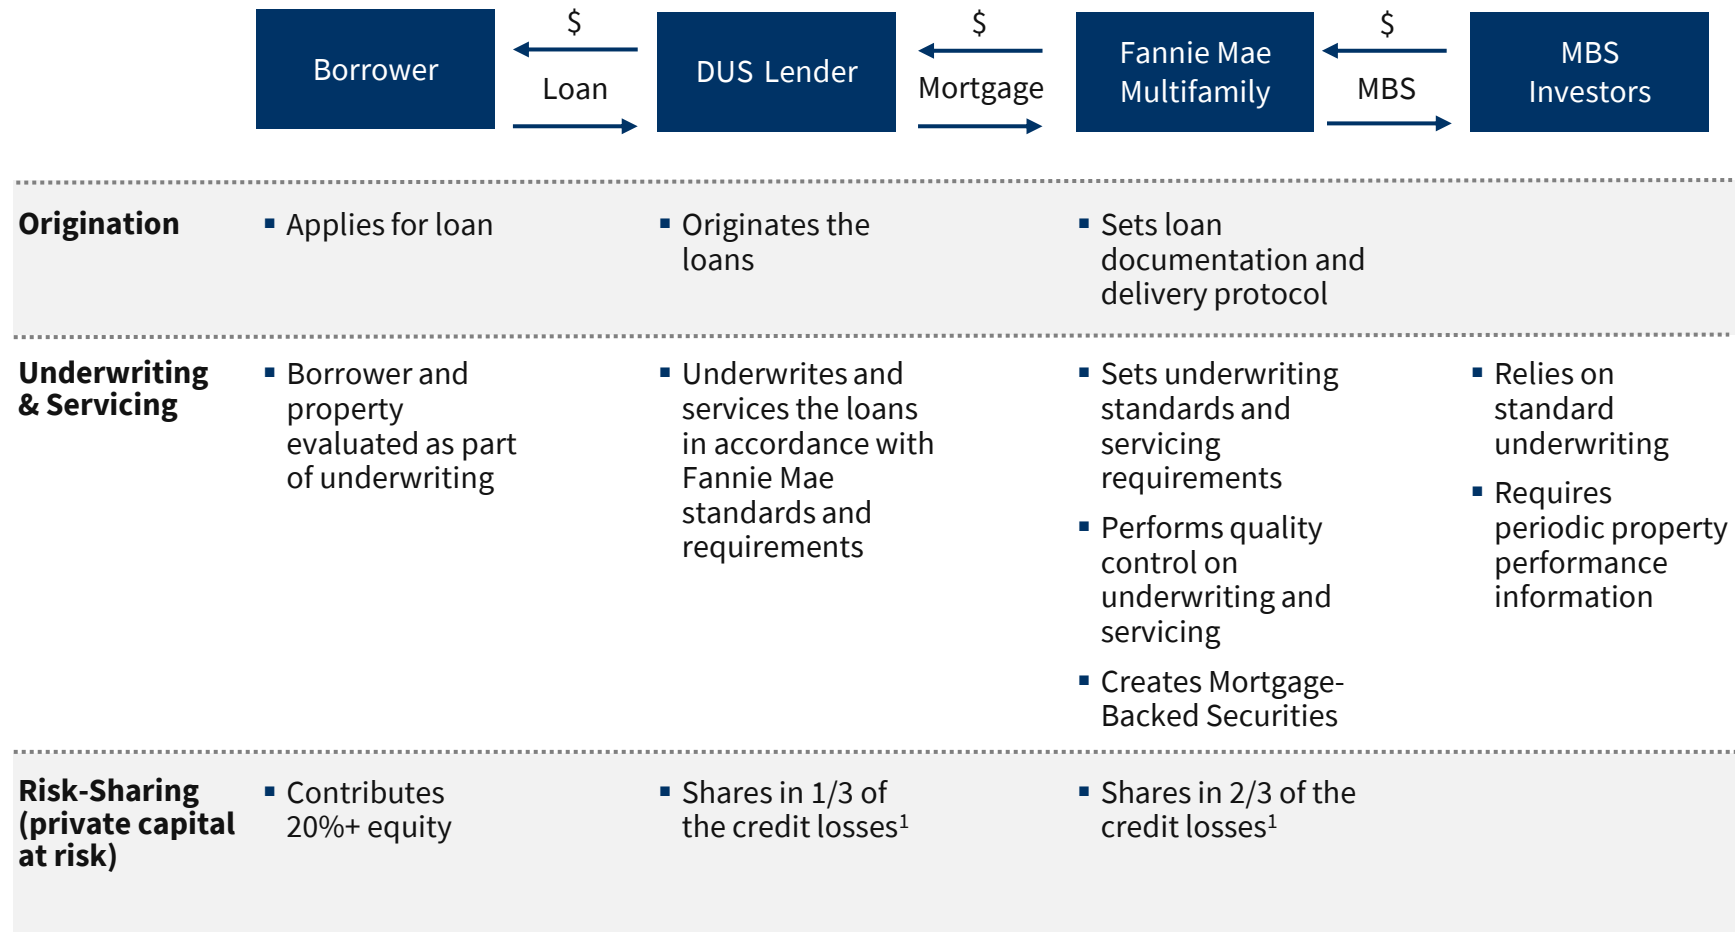 Borrower
$
Loan
DUS Lender
$
Mortgage
Fannie Mae
Multifamily
$
MBS
MBS
Investors
Origination
▪ Applies for loan
▪ Originates the
loans
▪ Sets loan
documentation and
delivery protocol
Underwriting
& Servicing
▪ Borrower and
property
evaluated as part
of underwriting
▪ Underwrites and
services the loans
in accordance with
Fannie Mae
standards and
requirements
▪ Sets underwriting
standards and
servicing
requirements
▪ Performs quality
control on
underwriting and
servicing
▪ Creates Mortgage-
Backed Securities
▪ Relies on
standard
underwriting
▪ Requires
periodic property
performance
information
Risk-Sharing
(private capital
at risk)
▪ Contributes
20%+ equity
▪ Shares in 1/3 of
the credit losses¹
▪ Shares in 2/3 of the
credit losses¹